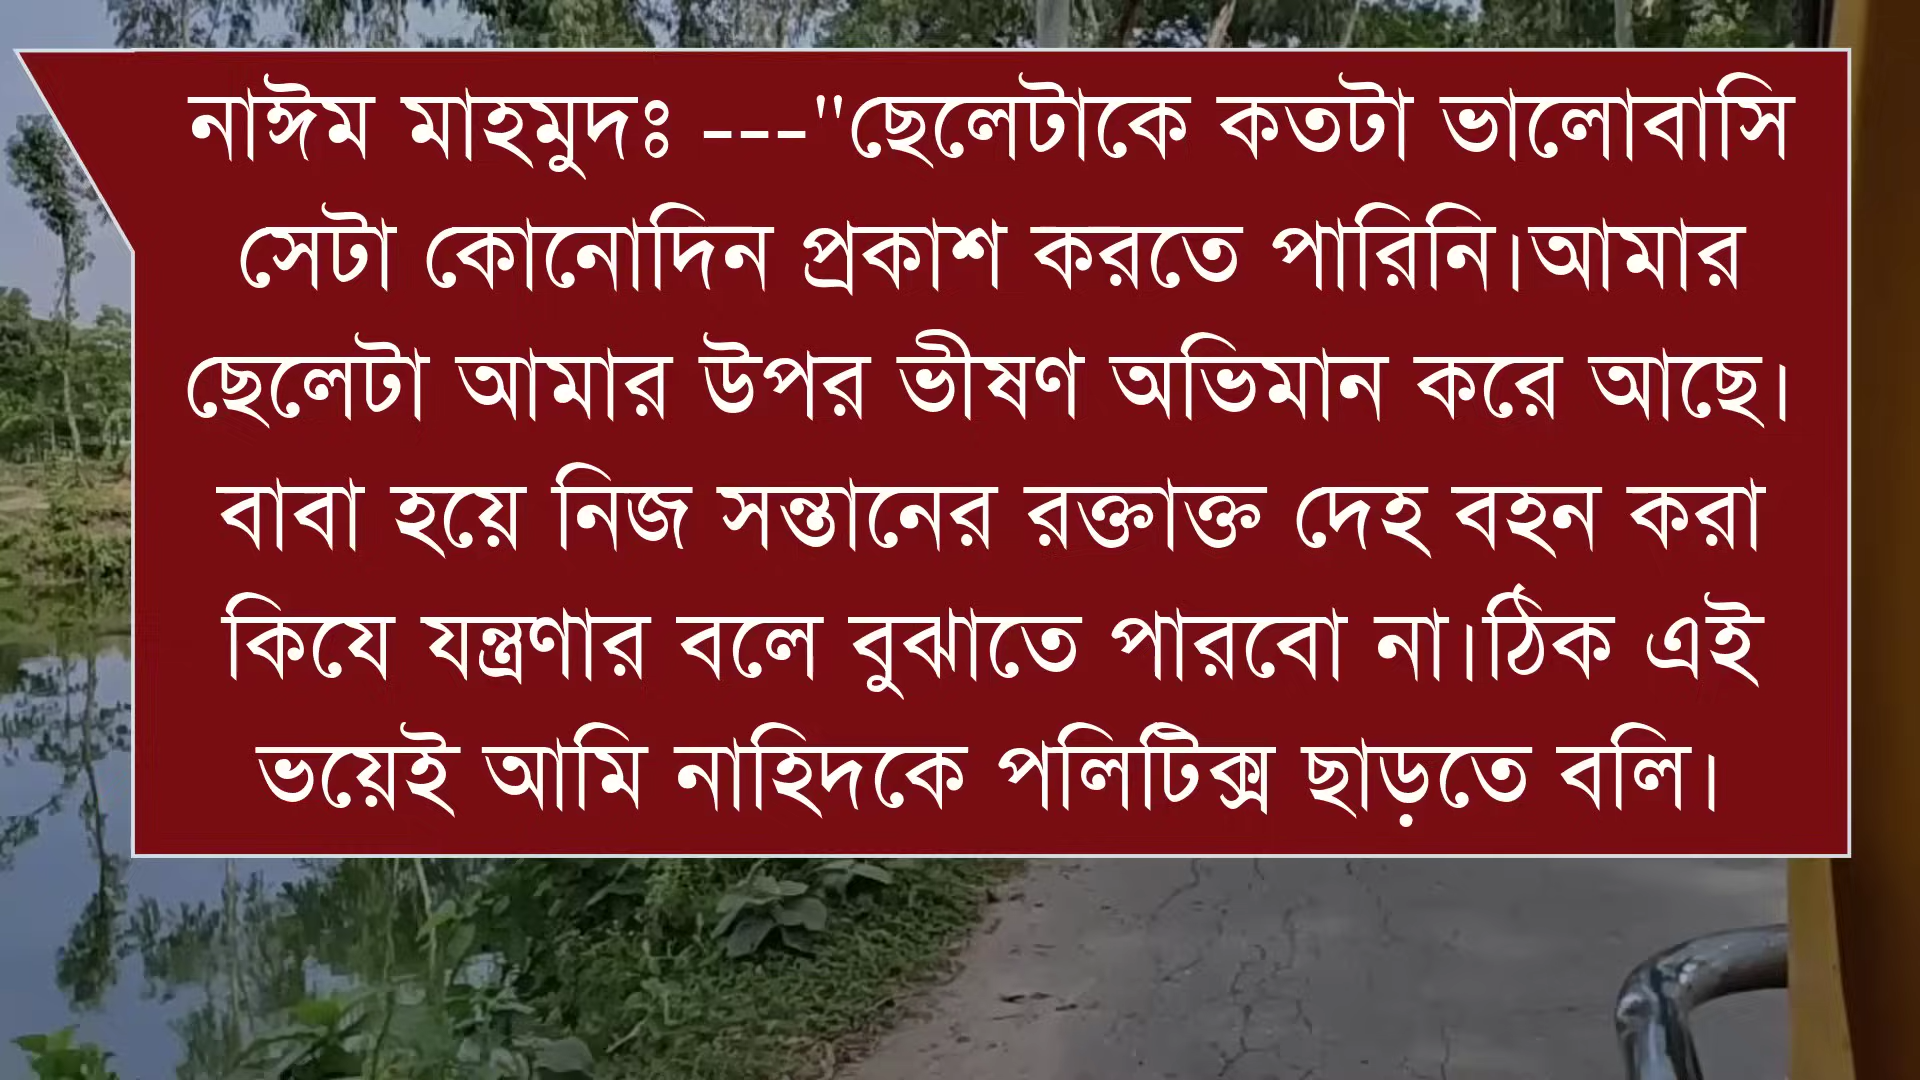 নাঈম মাহমুদঃ ---"ছেলেটাকে কতটা ভালোবাসি
সেটা কোনোদিন প্রকাশ করতে পারিনি।আমার
ছেলেটা আমার উপর ভীষণ অভিমান করে আছে।
বাবা হয়ে নিজ সন্তানের রক্তাক্ত দেহ বহন করা
কিযে যন্ত্রণার বলে বুঝাতে পারবো না।ঠিক এই
ভয়েই আমি নাহিদকে পলিটিক্স ছাড়তে বলি।